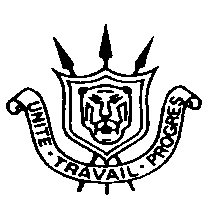 UNITE · TRAVAIL · PROGRES